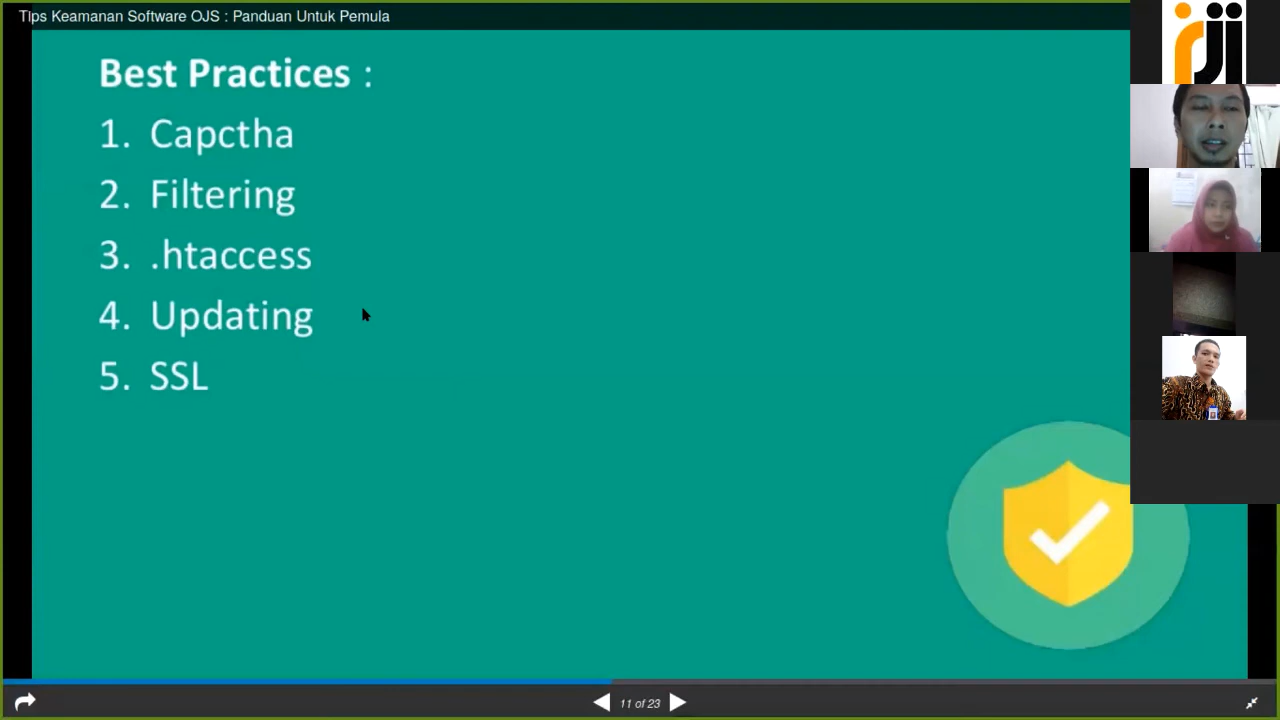 Tips Keamanan Software OJS : Panduan Untuk Pemula
Best Practices :
1. Capctha
2. Filtering
3. .htaccess
4. Updating
5. SSL
11 of 23
rji